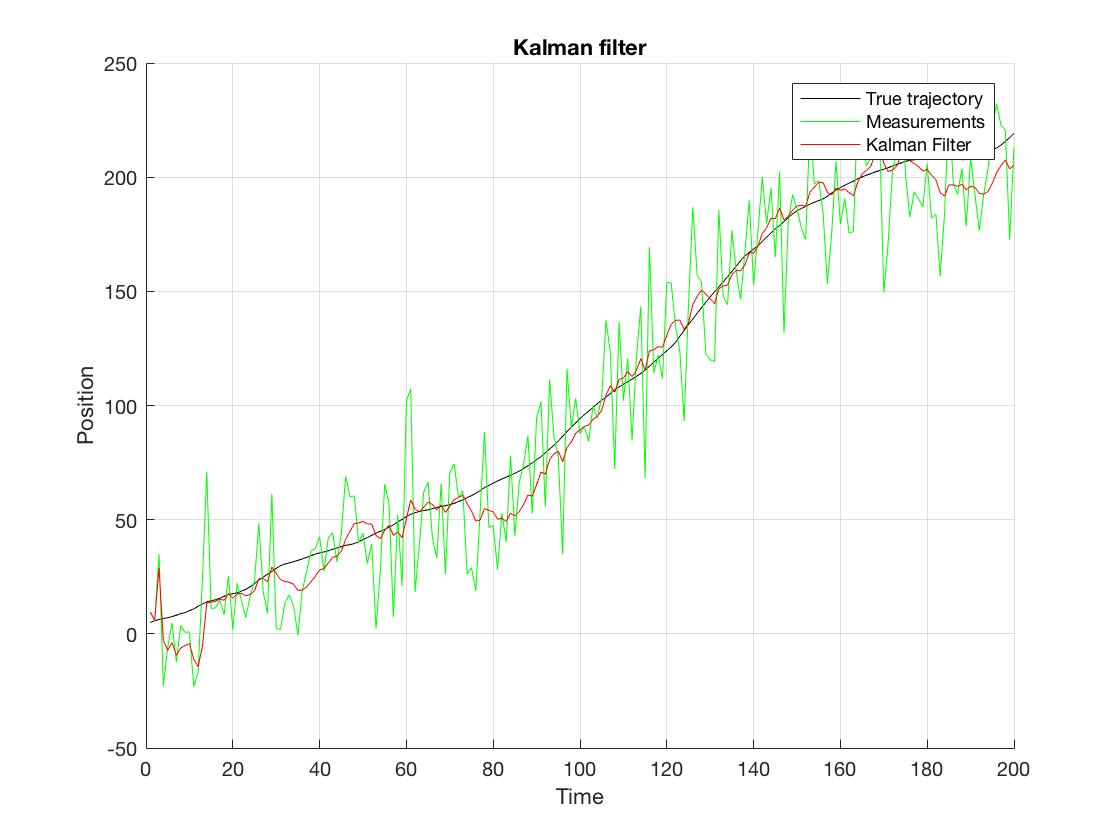 Kalman filter
250
200
150
100
50
0
-50
Position
True trajectory
Measurements
Kalman Filter
0 20 40 60 80 100 120 140 160 180 200
Time